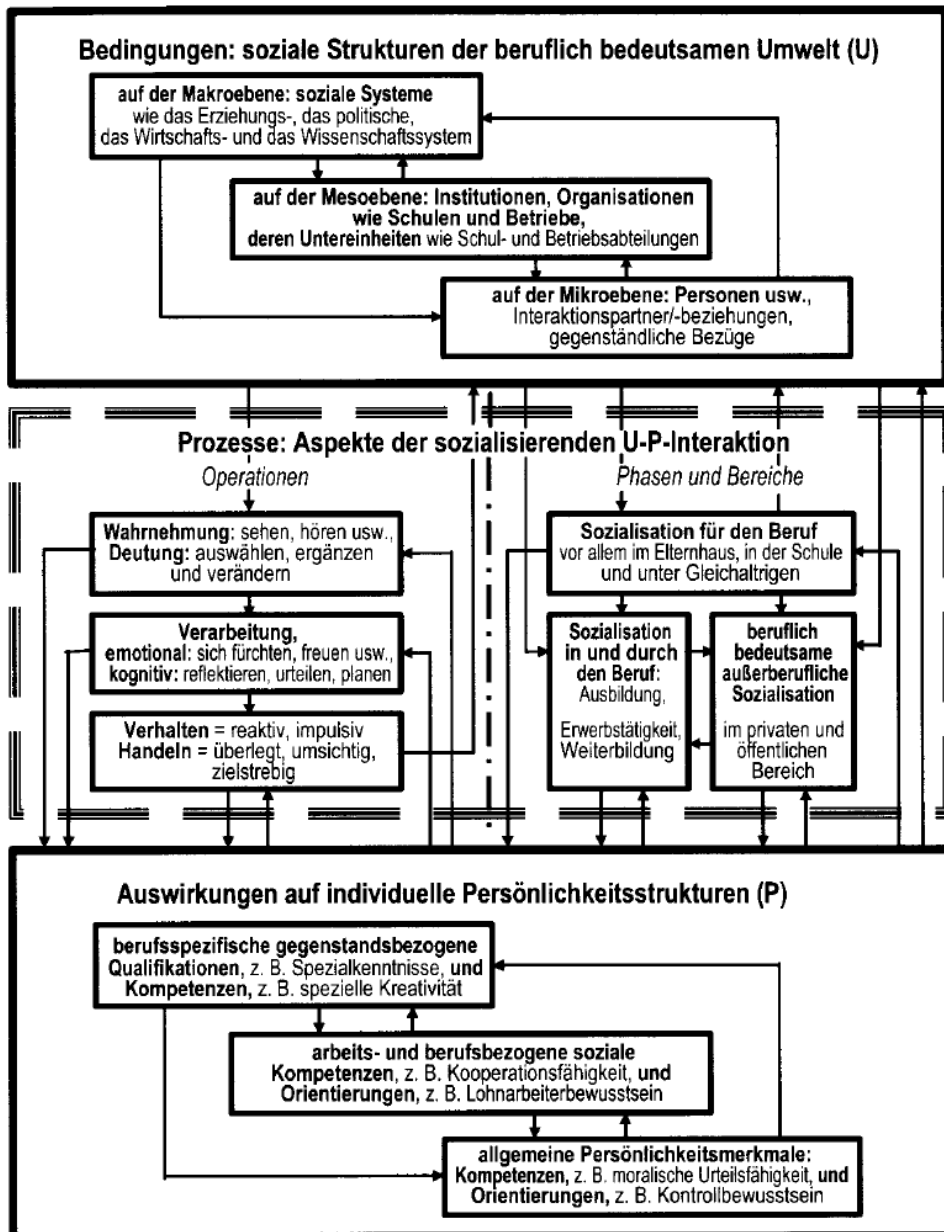 Bedingungen: soziale Strukturen der beruflich bedeutsamen Umwelt (U)
auf der Makroebene: soziale Systeme
wie das Erziehungs-, das politische,
das Wirtschafts- und das Wissenschaftssystem
auf der Mesoebene: Institutionen, Organisationen
wie Schulen und Betriebe,
deren Untereinheiten wie Schul- und Betriebsabteilungen
auf der Mikroebene: Personen usw.,
Interaktionspartner/-beziehungen,
gegenständliche Bezüge
Prozesse: Aspekte der sozialisierenden U-P-Interaktion
Operationen
Wahrnehmung: sehen, hören usw.,
Deutung: auswählen, ergänzen
und verändern
Verarbeitung,
emotional: sich fürchten, freuen usw.,
kognitiv: reflektieren, urteilen, planen
Verhalten = reaktiv, impulsiv
Handeln = überlegt, umsichtig,
zielstrebig
Phasen und Bereiche
Sozialisation für den Beruf
vor allem im Elternhaus, in der Schule
und unter Gleichaltrigen
Sozialisation
in und durch
den Beruf:
Ausbildung,
Erwerbstätigkeit,
Weiterbildung
beruflich
bedeutsame
außerberufliche
Sozialisation
im privaten und
öffentlichen
Bereich
Auswirkungen auf individuelle Persönlichkeitsstrukturen (P)
berufsspezifische gegenstandsbezogene
Qualifikationen, z. B. Spezialkenntnisse, und
Kompetenzen, z. B. spezielle Kreativität
arbeits- und berufsbezogene soziale
Kompetenzen, z. B. Kooperationsfähigkeit, und
Orientierungen, z. B. Lohnarbeiterbewusstsein
allgemeine Persönlichkeitsmerkmale:
Kompetenzen, z. B. moralische Urteilsfähigkeit, und
Orientierungen, z. B. Kontrollbewusstsein